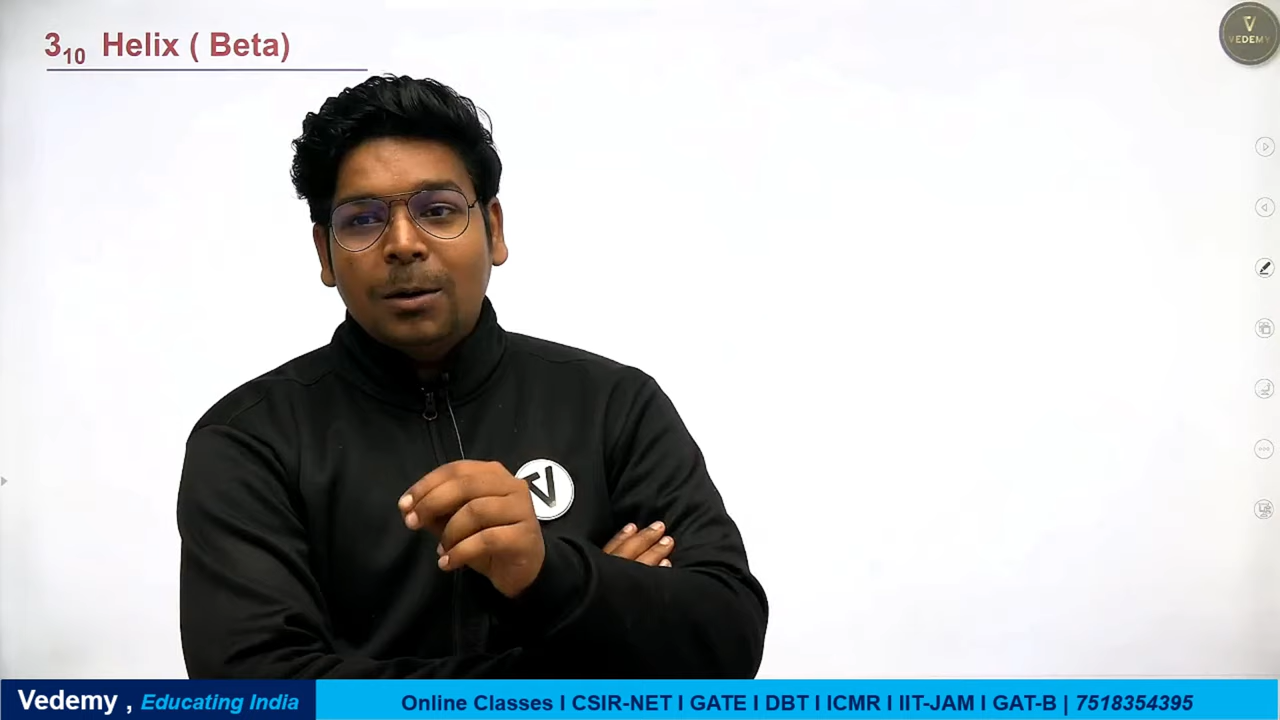 3₁₀ Helix ( Beta)
V
VEDEMY
V
Vedemy , Educating India
Online Classes I CSIR-NET I GATE I DBT I ICMR I IIT-JAM I GAT-B | 7518354395